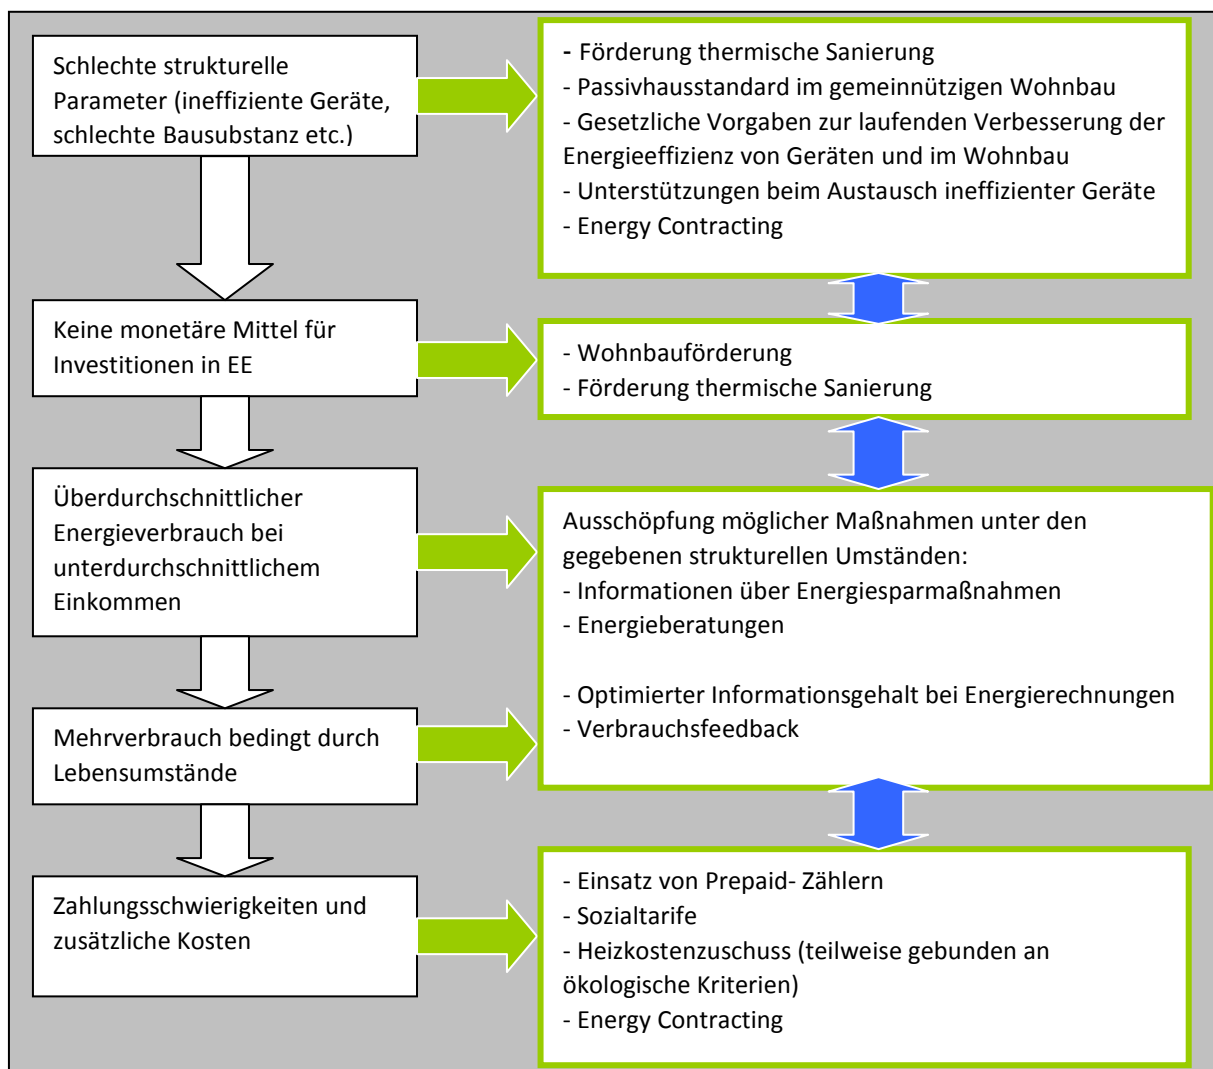 Schlechte strukturelle
Parameter (ineffiziente Geräte,
schlechte Bausubstanz etc.)
- Förderung thermische Sanierung
- Passivhausstandard im gemeinnützigen Wohnbau
- Gesetzliche Vorgaben zur laufenden Verbesserung der
Energieeffizienz von Geräten und im Wohnbau
- Unterstützungen beim Austausch ineffizienter Geräte
- Energy Contracting
Keine monetäre Mittel für
Investitionen in EE
- Wohnbauförderung
- Förderung thermische Sanierung
Überdurchschnittlicher
Energieverbrauch bei
unterdurchschnittlichem
Einkommen
Ausschöpfung möglicher Maßnahmen unter den
gegebenen strukturellen Umständen:
- Informationen über Energiesparmaßnahmen
- Energieberatungen
- Optimierter Informationsgehalt bei Energierechnungen
- Verbrauchsfeedback
Mehrverbrauch bedingt durch
Lebensumstände
Zahlungsschwierigkeiten und
zusätzliche Kosten
- Einsatz von Prepaid- Zählern
- Sozialtarife
- Heizkostenzuschuss (teilweise gebunden an
ökologische Kriterien)
- Energy Contracting